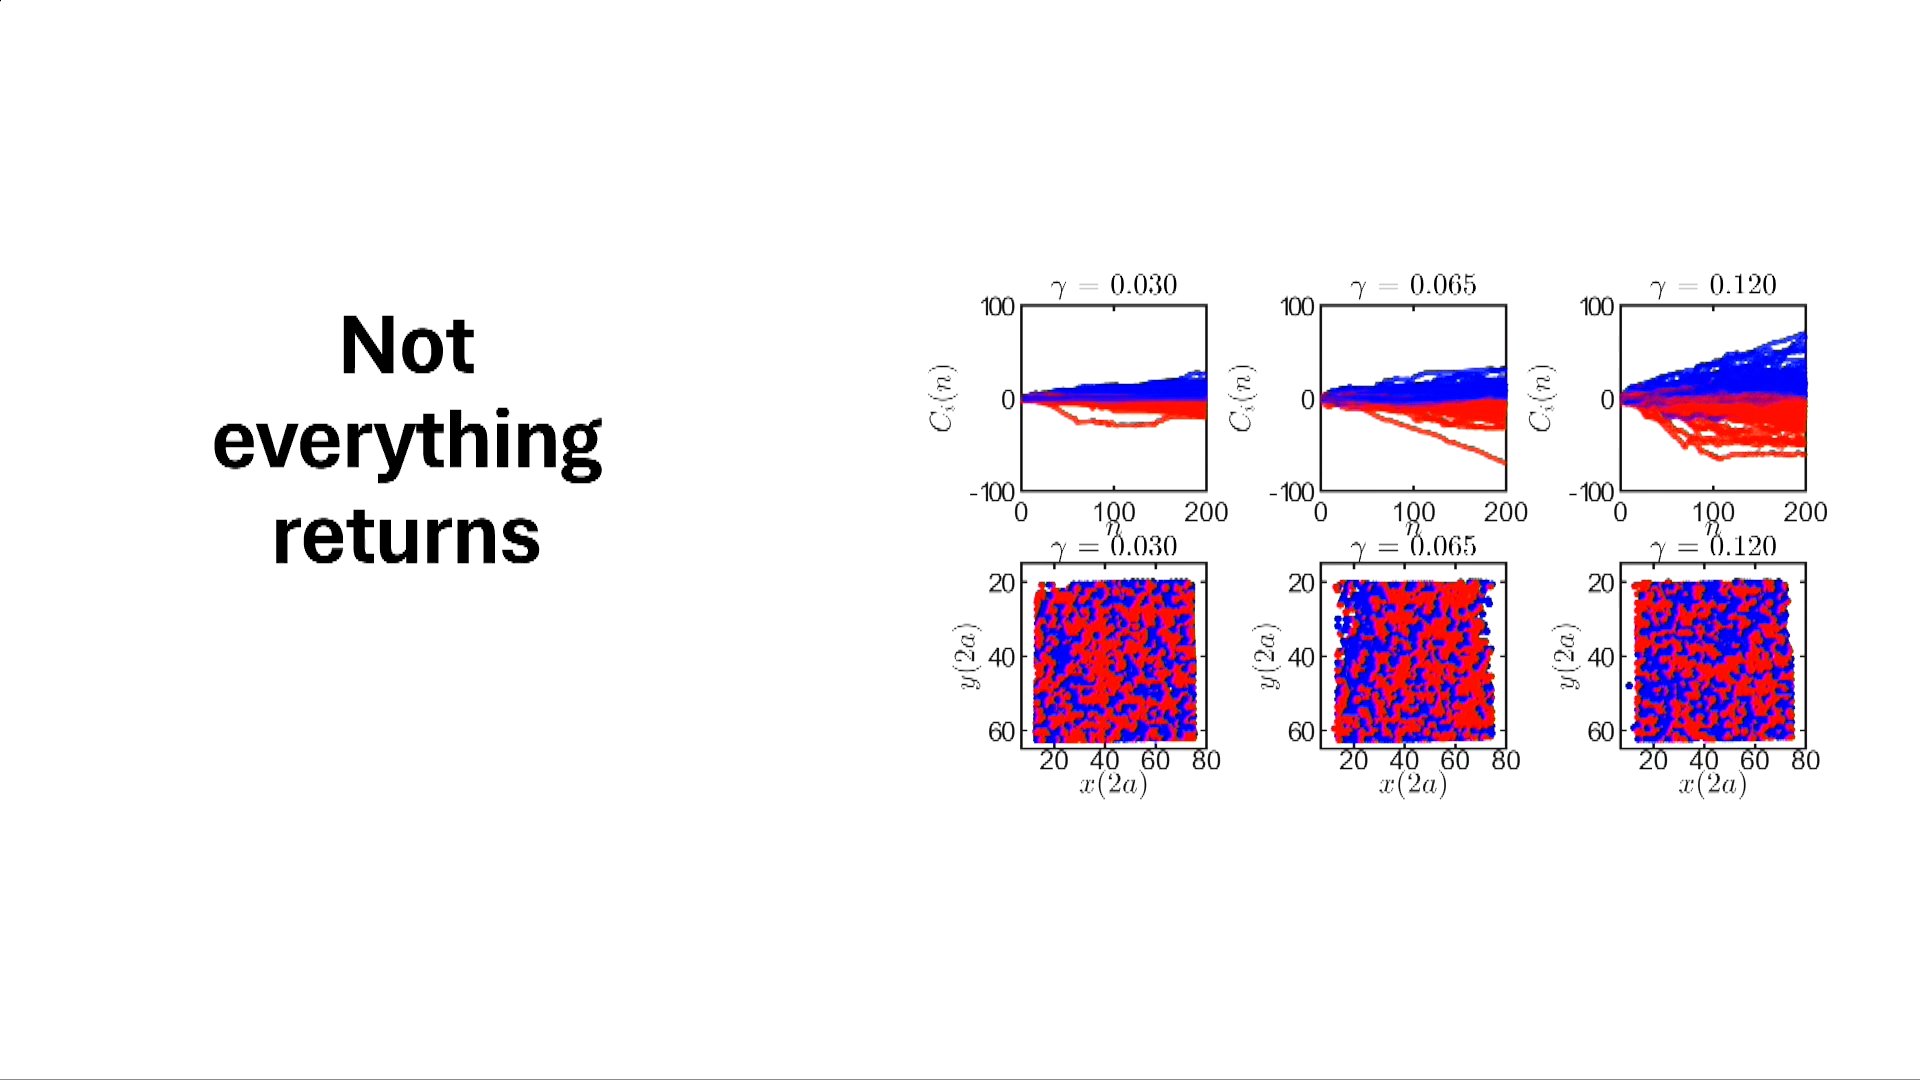 Not
everything
returns
γ = 0.030 γ = 0.065 γ = 0.120
100 100 100
C_i(n) C_i(n) C_i(n)
0 0 0
-100 -100 -100
0 100 200 0 100 200 0 100 200
n n n
γ = 0.030 γ = 0.065 γ = 0.120
20 20 20
y(2a) y(2a) y(2a)
40 40 40
60 60 60
20 40 60 80 20 40 60 80 20 40 60 80
x(2a) x(2a) x(2a)